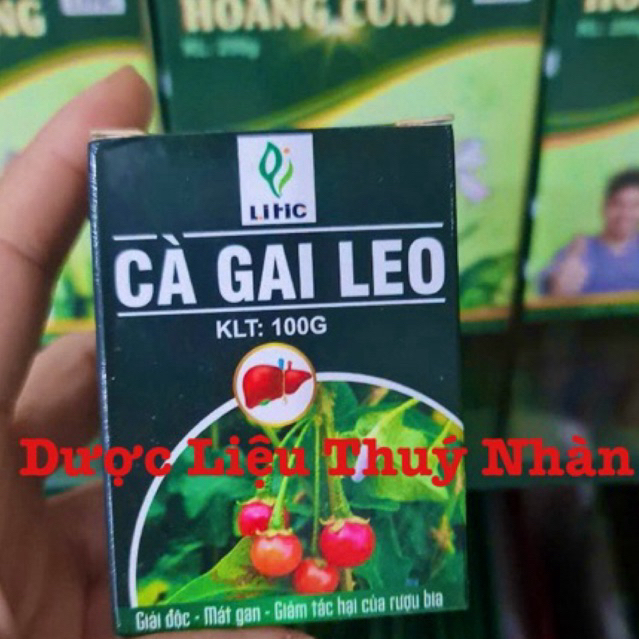 HOÀNG CUNG
LitiC
CÀ GAI LEO
KLT: 100G
Dược Liệu Thuý Nhàn
Giải độc - Mát gan - Giảm tác hại của rượu bia